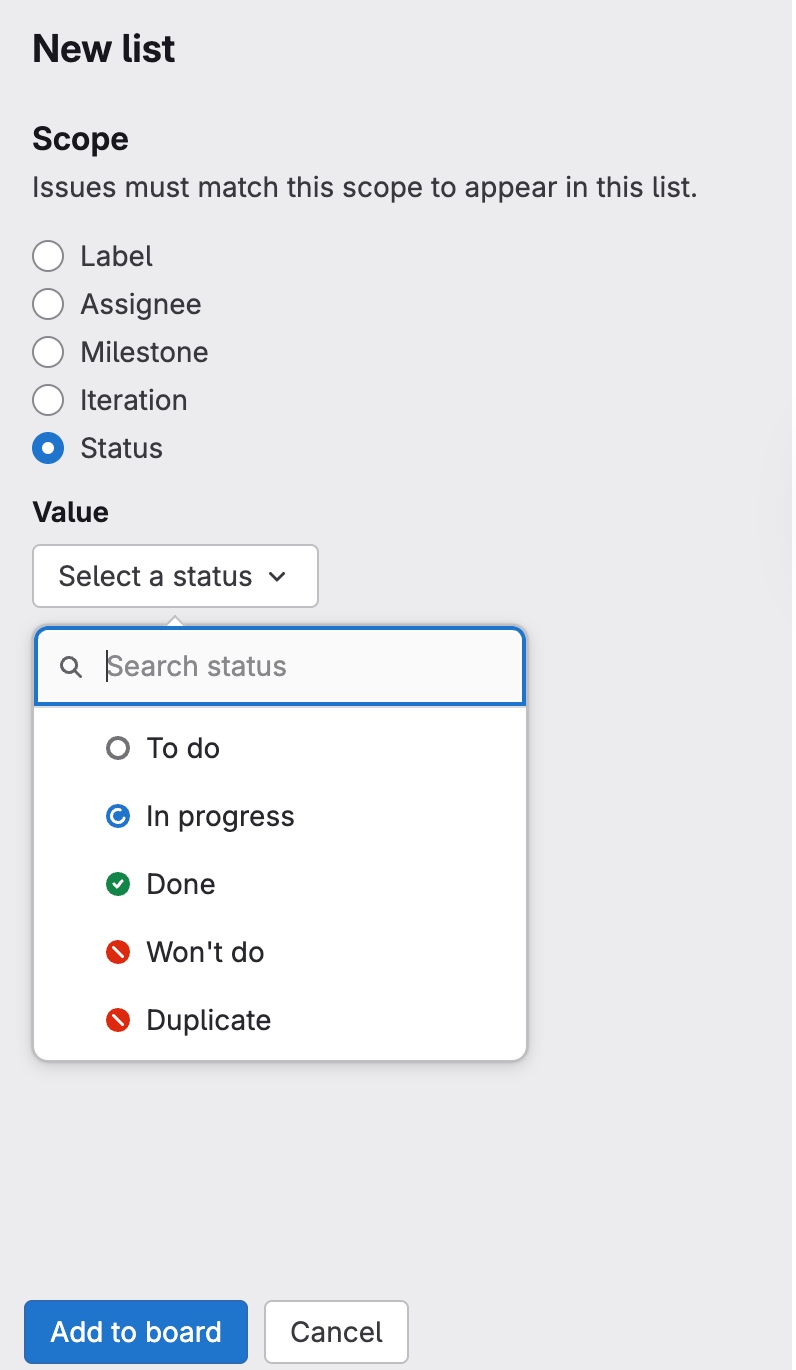 New list
Scope
Issues must match this scope to appear in this list.
Label
Assignee
Milestone
Iteration
Status
Value
Select a status
Search status
To do
In progress
Done
Won't do
Duplicate
Add to board
Cancel